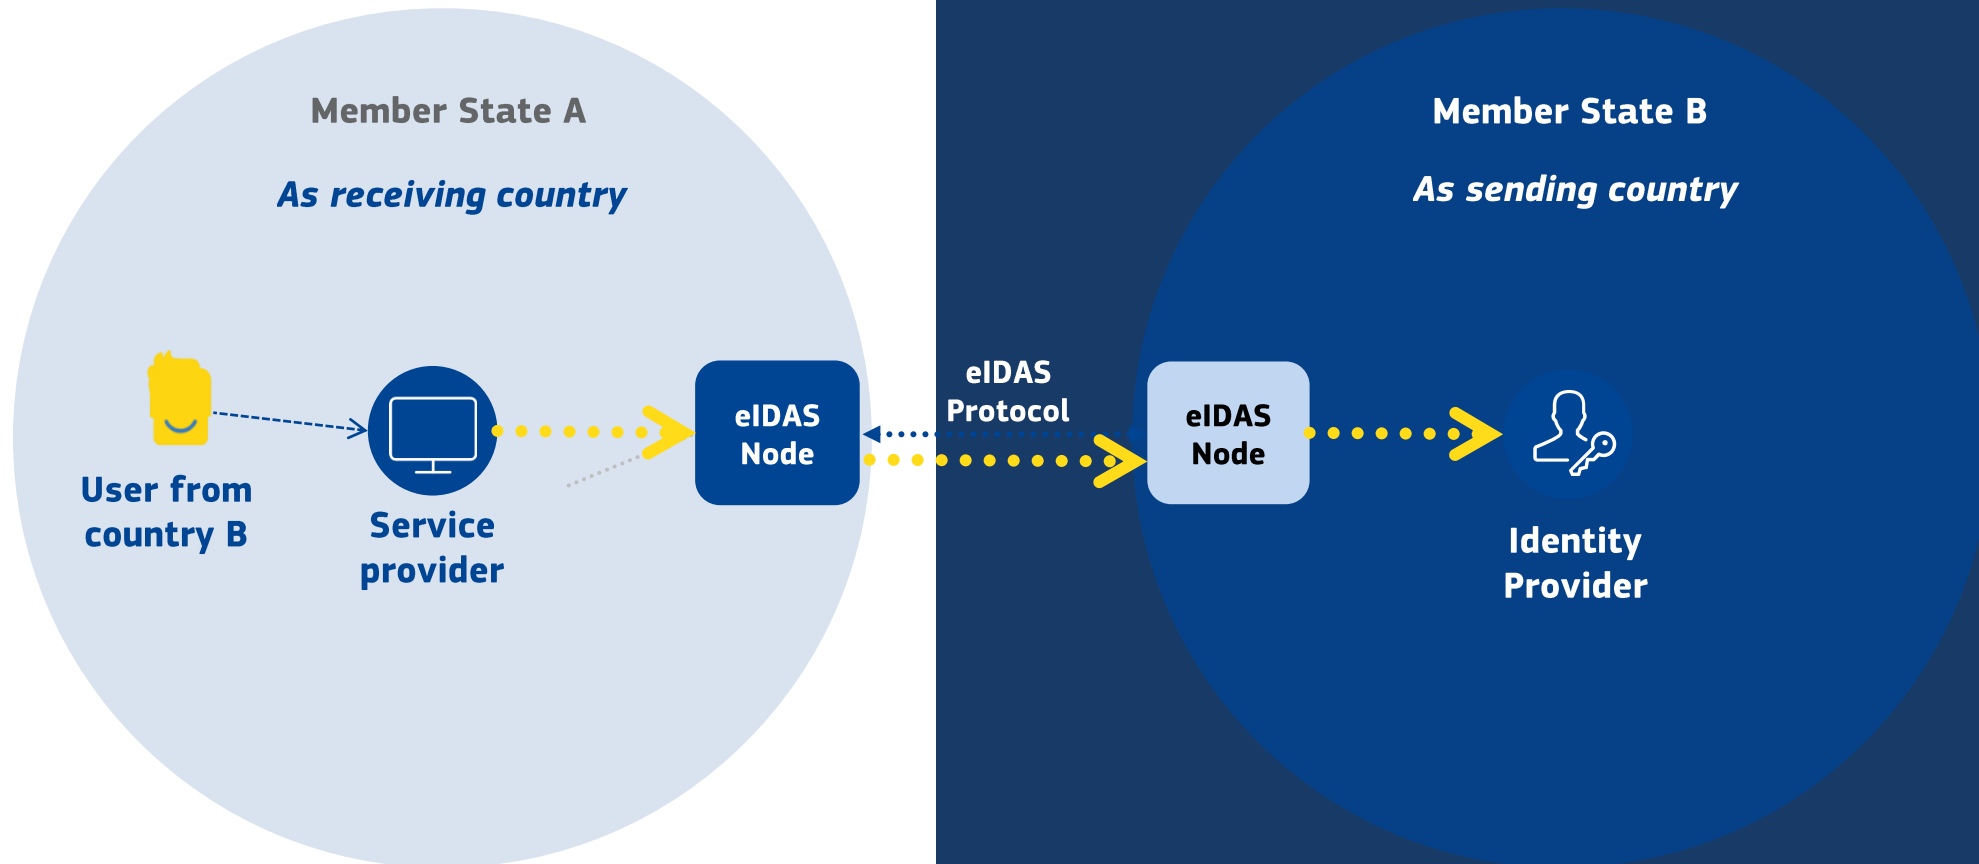 Member State A
As receiving country
User from
country B
Service
provider
eIDAS
Node
eIDAS
Protocol
Member State B
As sending country
eIDAS
Node
Identity
Provider